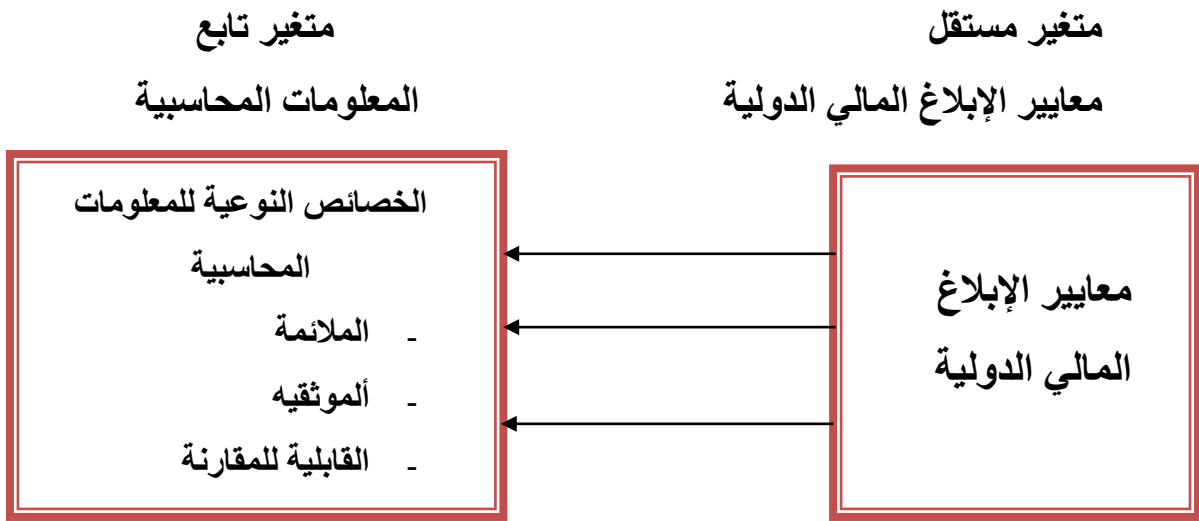 متغير مستقل
معايير الإبلاغ المالي الدولية
معايير الإبلاغ
المالي الدولية
متغير تابع
المعلومات المحاسبية
الخصائص النوعية للمعلومات
المحاسبية
- الملائمة
- ألموثقيه
- القابلية للمقارنة